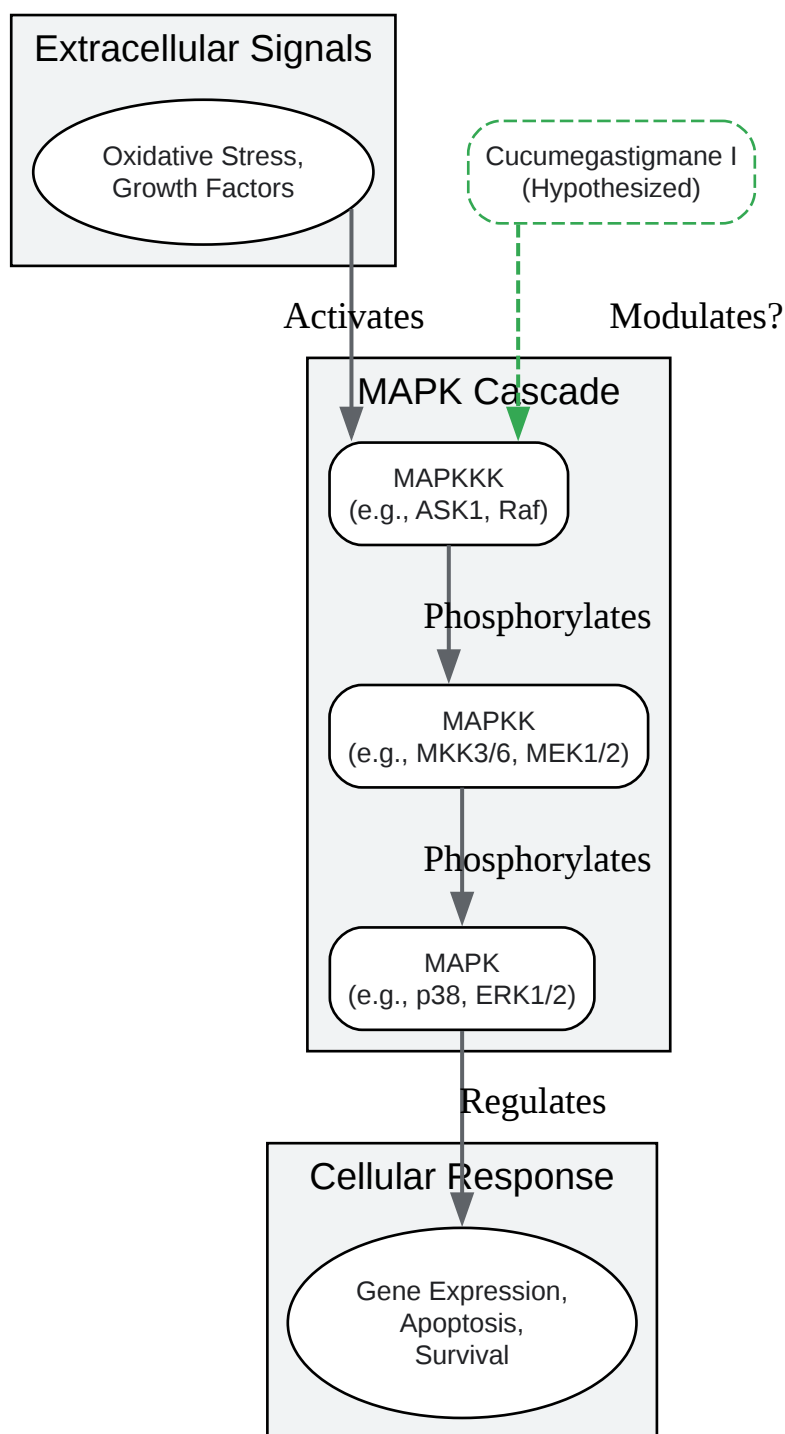 Extracellular Signals
Oxidative Stress,
Growth Factors
Cucumegastigmane I
(Hypothesized)
Activates
Modulates?
MAPK Cascade
MAPKKK
(e.g., ASK1, Raf)
Phosphorylates
MAPKK
(e.g., MKK3/6, MEK1/2)
Phosphorylates
MAPK
(e.g., p38, ERK1/2)
Regulates
Cellular Response
Gene Expression,
Apoptosis,
Survival